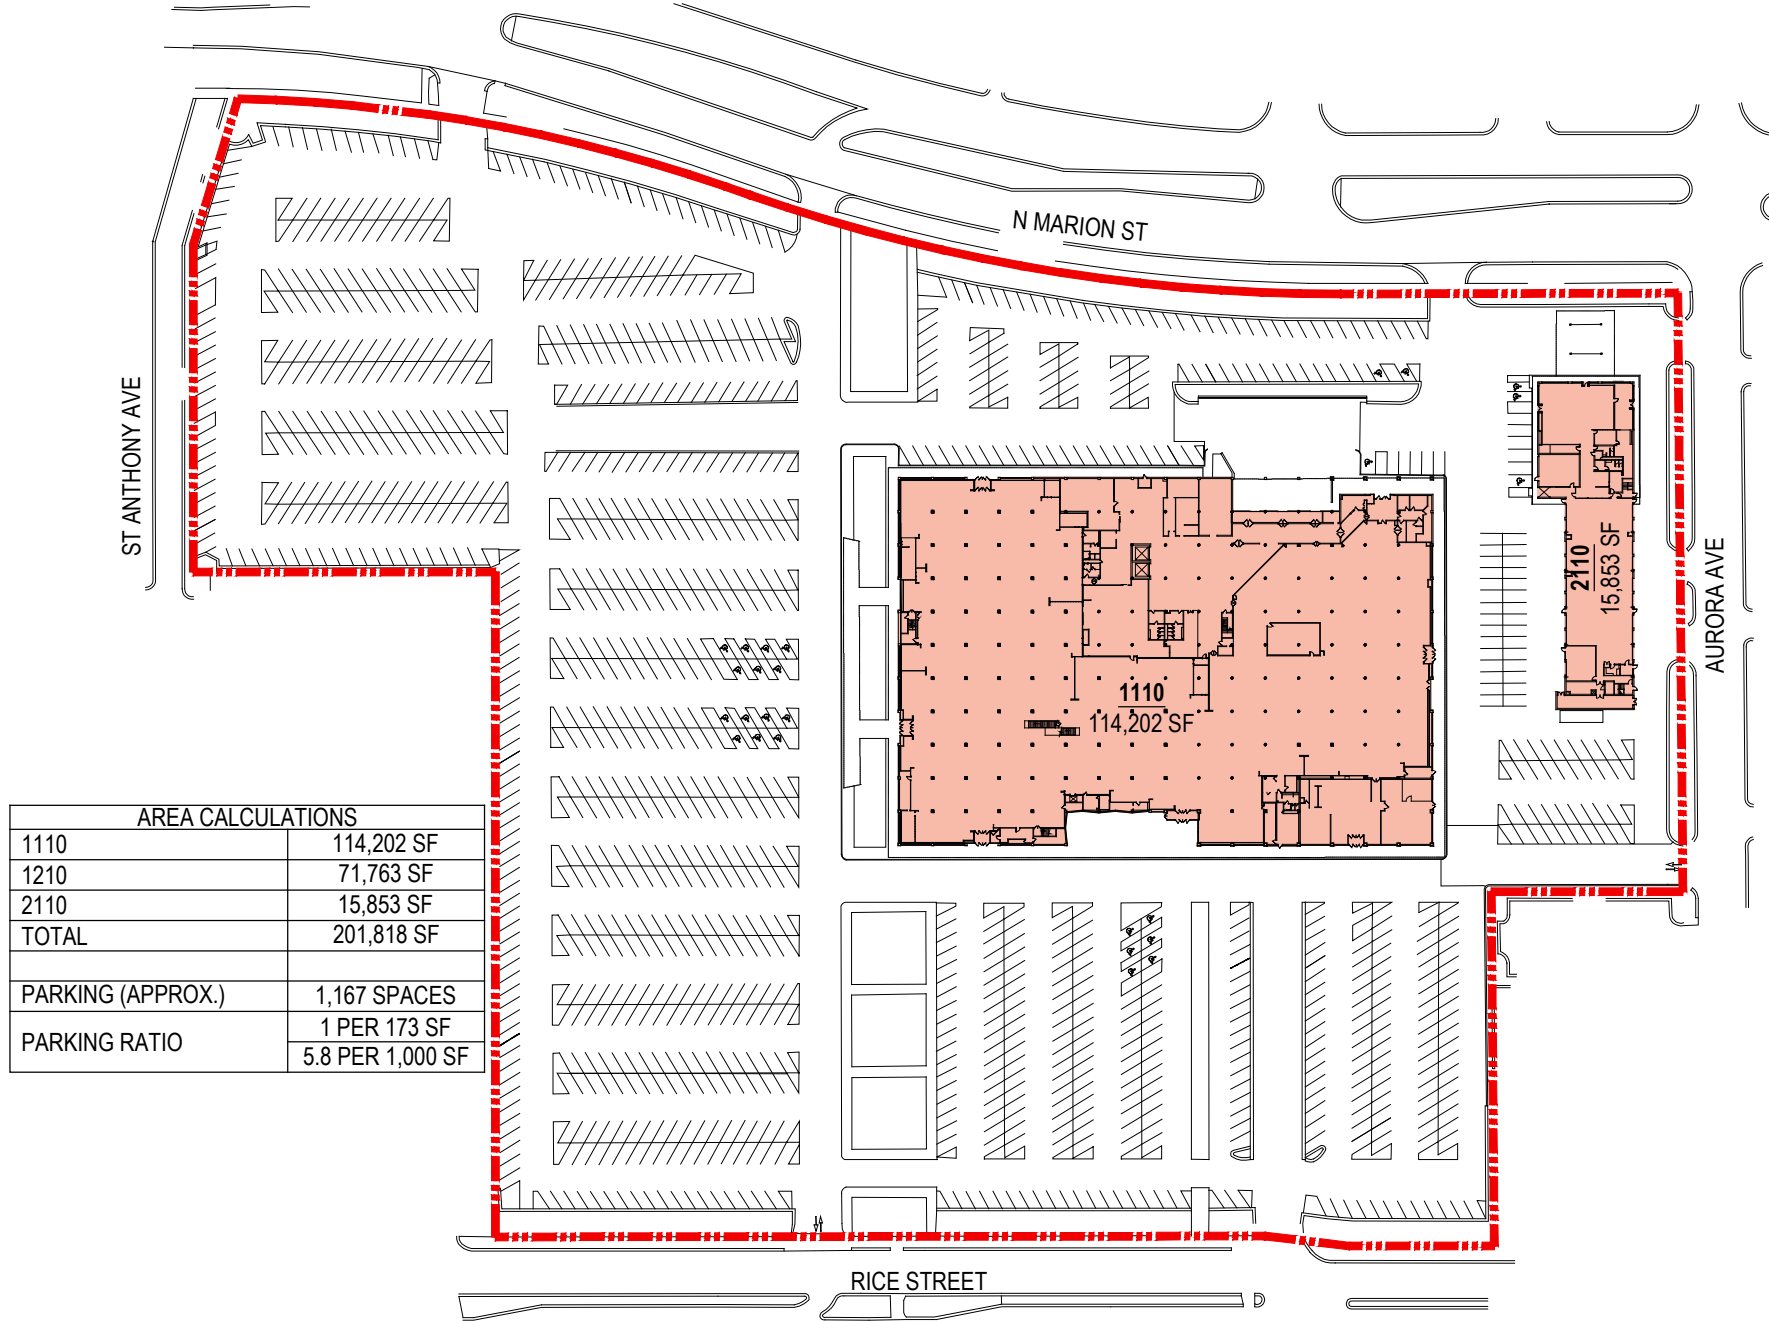 N MARION ST
ST ANTHONY AVE
AURORA AVE
2110
15,853 SF
1110
114,202 SF
AREA CALCULATIONS
1110 114,202 SF
1210 71,763 SF
2110 15,853 SF
TOTAL 201,818 SF
PARKING (APPROX.) 1,167 SPACES
PARKING RATIO 1 PER 173 SF
5.8 PER 1,000 SF
RICE STREET